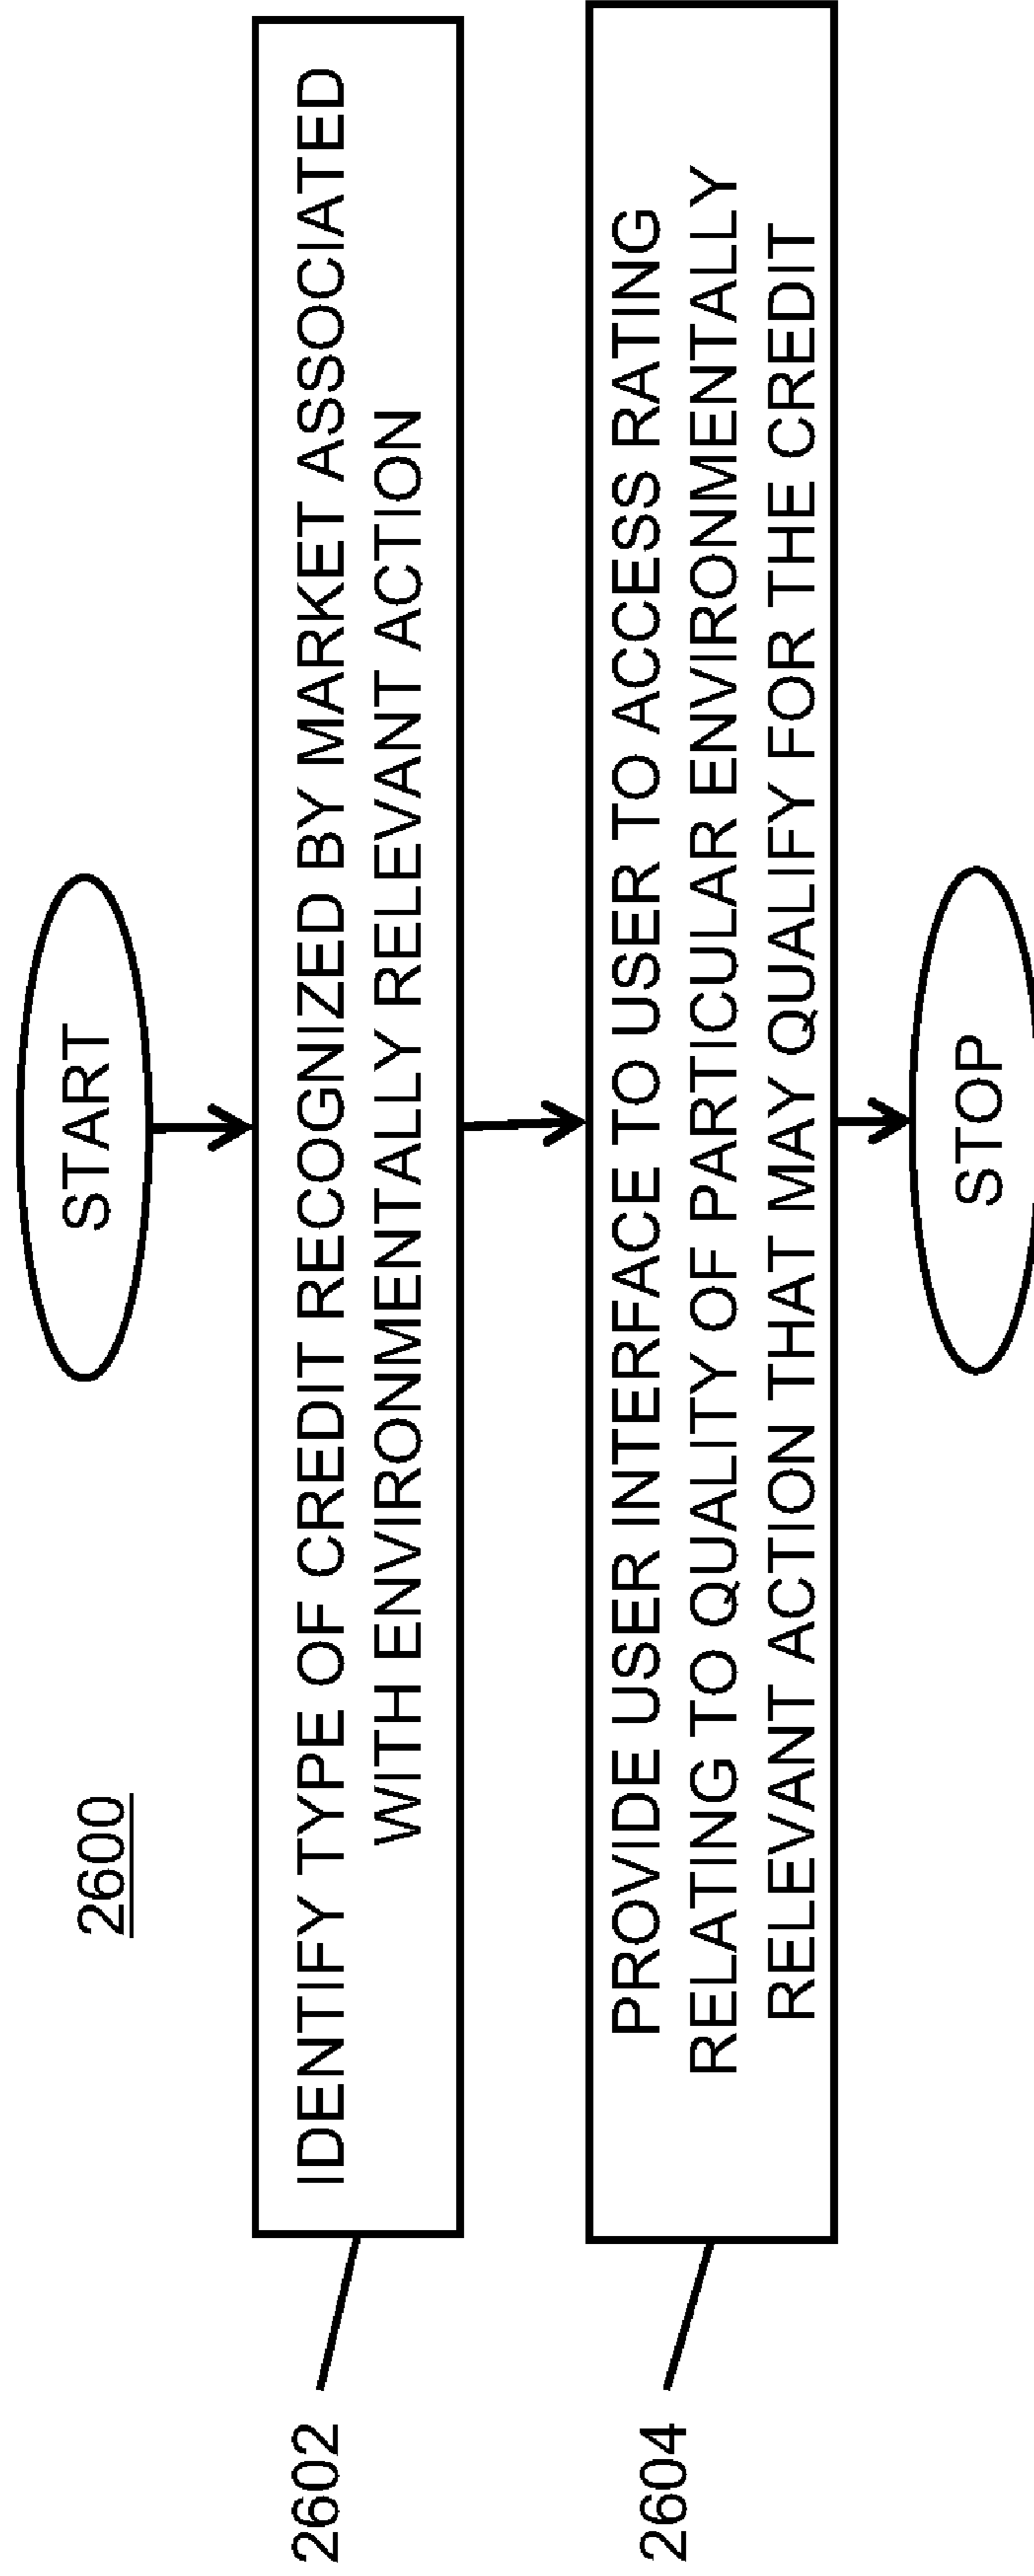 2600
START
2602
IDENTIFY TYPE OF CREDIT RECOGNIZED BY MARKET ASSOCIATED
WITH ENVIRONMENTALLY RELEVANT ACTION
2604
PROVIDE USER INTERFACE TO USER TO ACCESS RATING
RELATING TO QUALITY OF PARTICULAR ENVIRONMENTALLY
RELEVANT ACTION THAT MAY QUALIFY FOR THE CREDIT
STOP